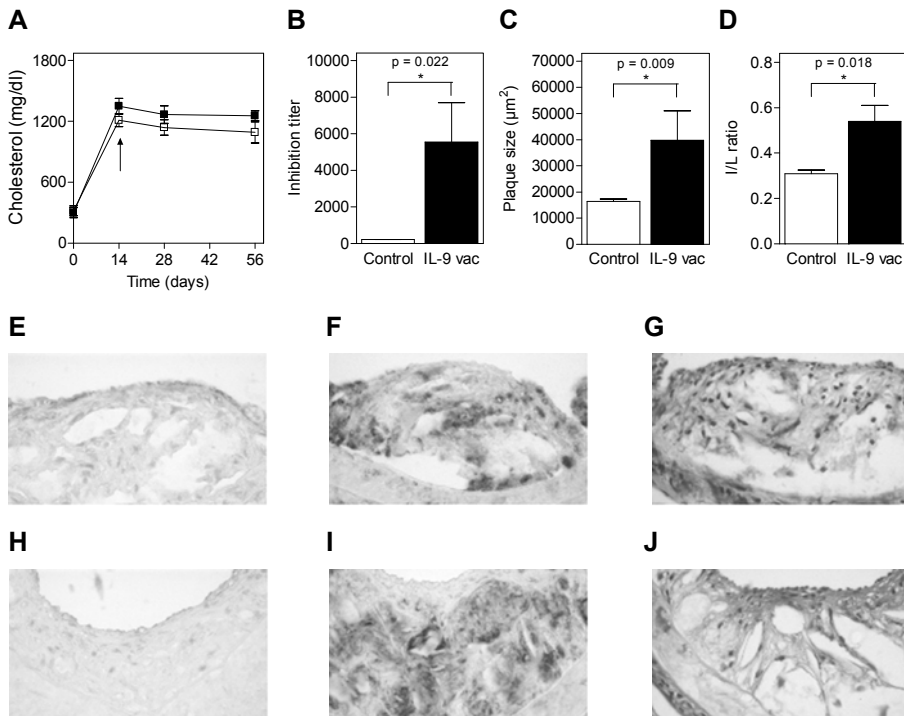 A
B
C
D
Cholesterol (mg/dl)
1800
1200
600
0
0 14 28 42 56
Time (days)
Inhibition titer
10000
8000
6000
4000
2000
0
p = 0.022
*
Control IL-9 vac
Plaque size (µm²)
70000
60000
50000
40000
30000
20000
10000
0
p = 0.009
*
Control IL-9 vac
I/L ratio
0.8
0.6
0.4
0.2
0.0
p = 0.018
*
Control IL-9 vac
E
F
G
H
I
J